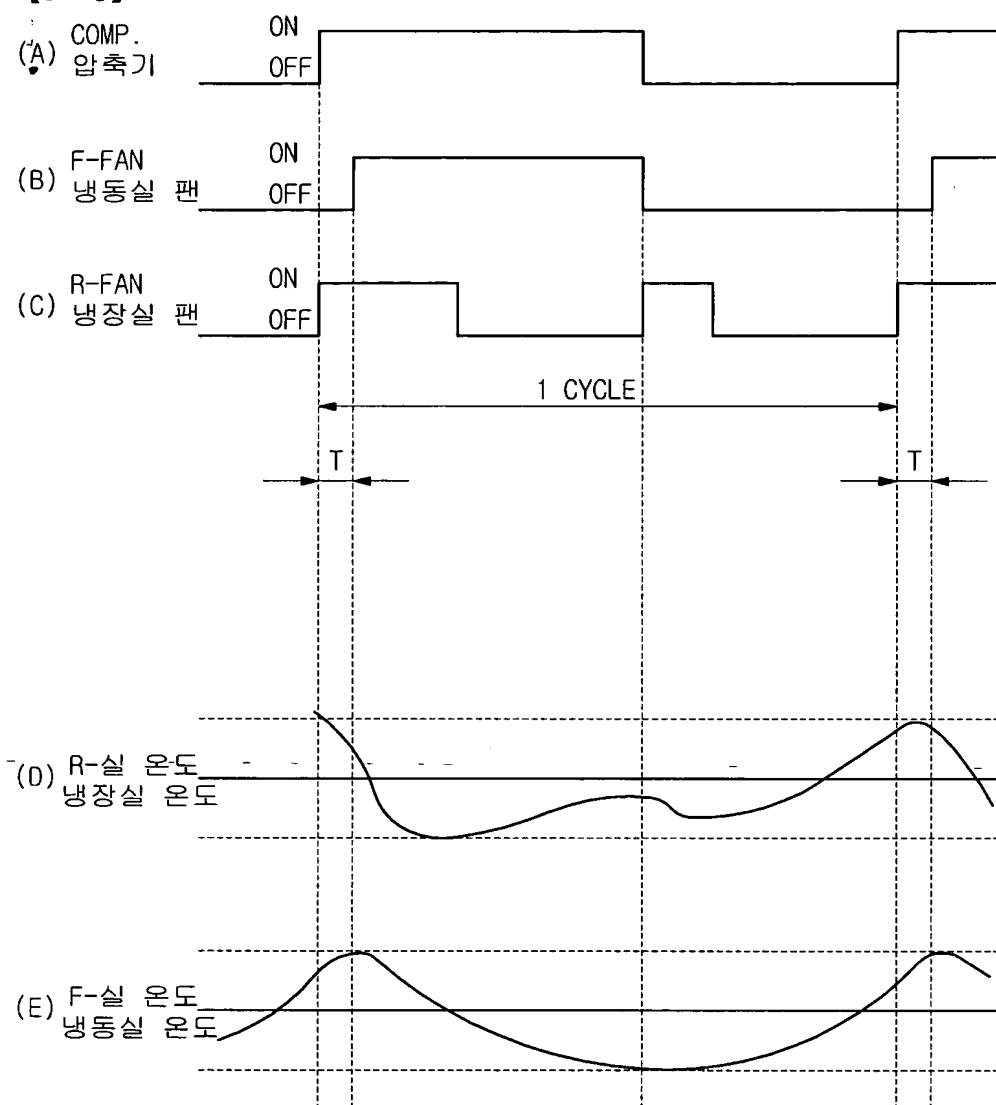 (A) COMP. ON
압축기 OFF
(B) F-FAN ON
냉동실 팬 OFF
(C) R-FAN ON
냉장실 팬 OFF
1 CYCLE
T T
(D) R-실 온도
냉장실 온도
(E) F-실 온도
냉동실 온도